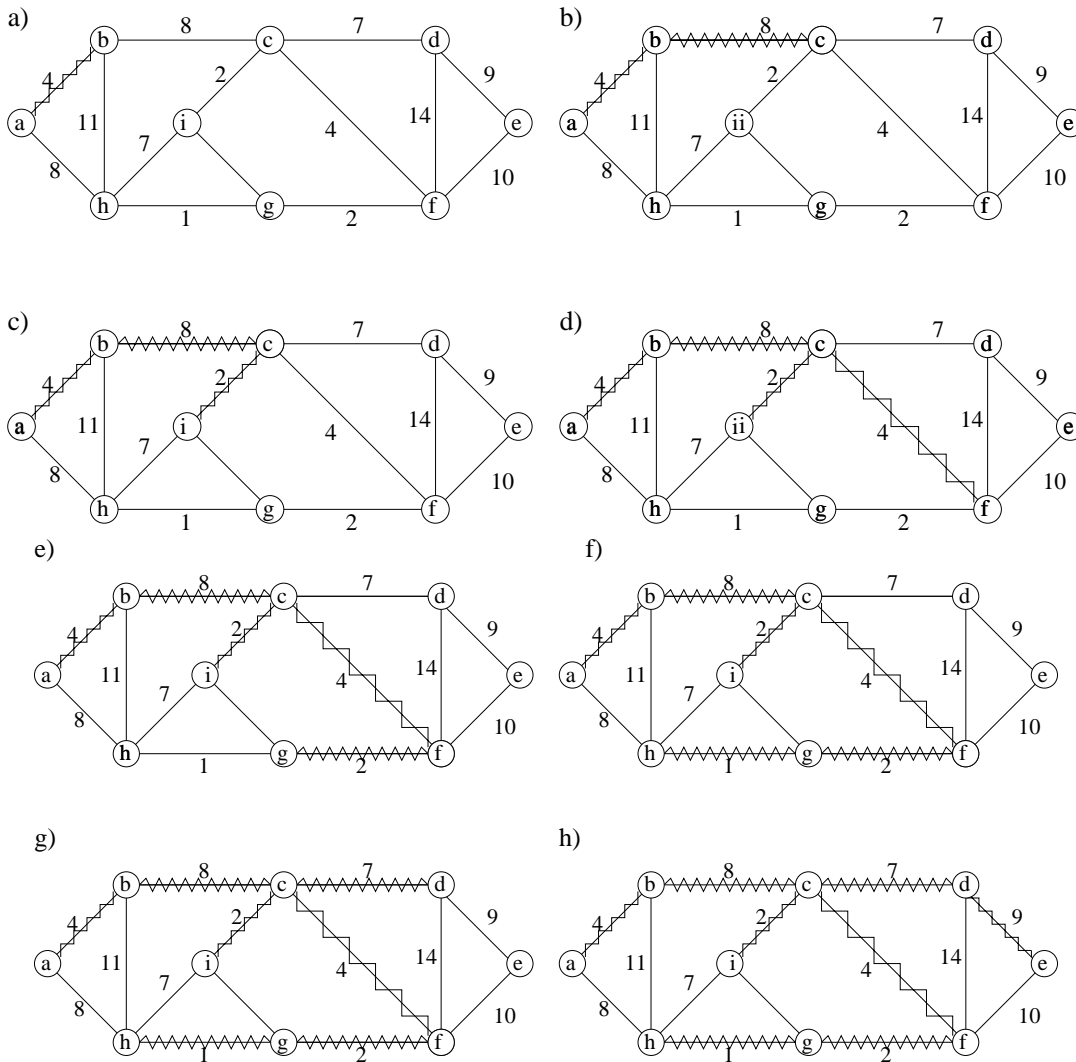 a) b)
b 8 c 7 d b 8 c 7 d
4 2 9 4 2 9
a 11 i 4 14 e a 11 ii 4 14 e
8 7 10 8 7 10
h 1 g 2 f h 1 g 2 f
c) d)
b 8 c 7 d b 8 c 7 d
4 2 9 4 2 9
a 11 i 4 14 e a 11 ii 4 14 e
8 7 10 8 7 10
h 1 g 2 f h 1 g 2 f
e) f)
b 8 c 7 d b 8 c 7 d
4 2 9 4 2 9
a 11 i 4 14 e a 11 i 4 14 e
8 7 10 8 7 10
h 1 g 2 f h 1 g 2 f
g) h)
b 8 c 7 d b 8 c 7 d
4 2 9 4 2 9
a 11 i 4 14 e a 11 i 4 14 e
8 7 10 8 7 10
h 1 g 2 f h 1 g 2 f